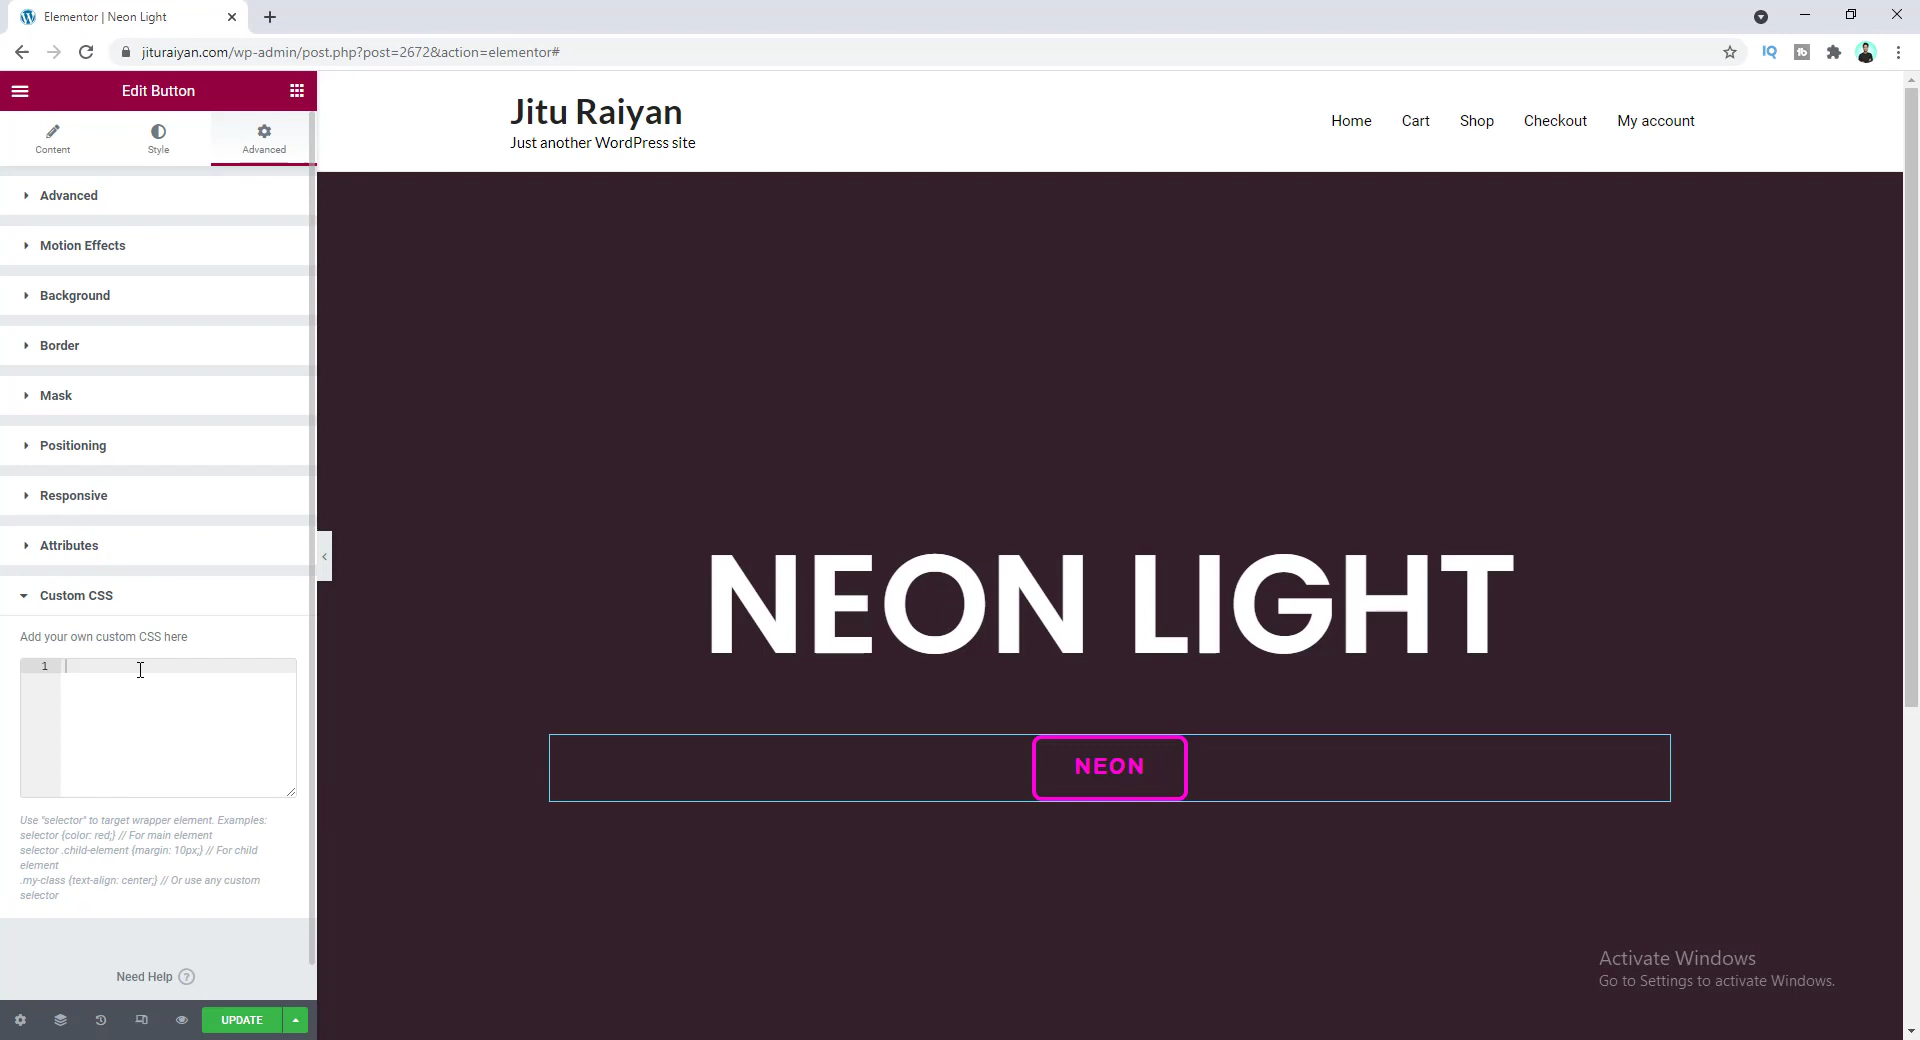 Elementor | Neon Light
jituraiyan.com/wp-admin/post.php?post=2672&action=elementor#
IQ
tb
Edit Button
Content
Style
Advanced
Advanced
Motion Effects
Background
Border
Mask
Positioning
Responsive
Attributes
Custom CSS
Add your own custom CSS here
1
Use "selector" to target wrapper element. Examples:
selector {color: red;} // For main element
selector .child-element {margin: 10px;} // For child
element
.my-class {text-align: center;} // Or use any custom
selector
Need Help ?
UPDATE
Jitu Raiyan
Just another WordPress site
Home Cart Shop Checkout My account
NEON LIGHT
NEON
Activate Windows
Go to Settings to activate Windows.